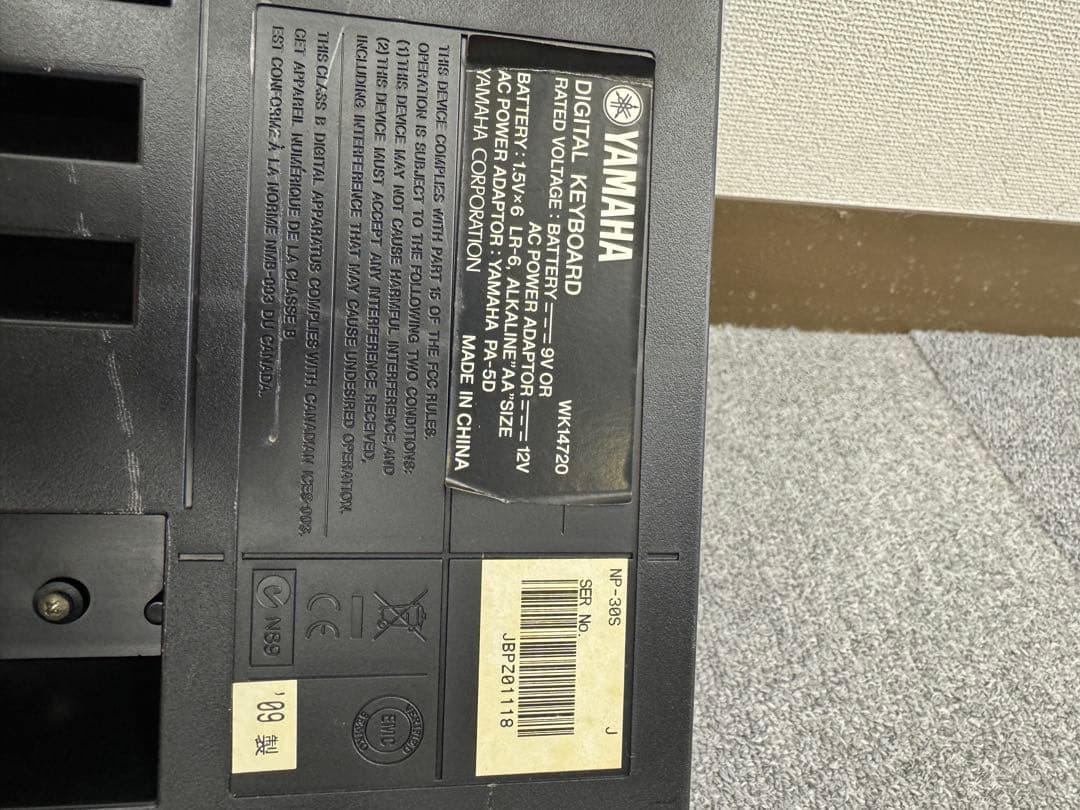 YAMAHA
DIGITAL KEYBOARD WK14720
RATED VOLTAGE : BATTERY 9V OR
AC POWER ADAPTOR 12V
BATTERY : 1.5V×6 LR-6, ALKALINE"AA"SIZE
AC POWER ADAPTOR : YAMAHA PA-5D
YAMAHA CORPORATION MADE IN CHINA
THIS DEVICE COMPLIES WITH PART 15 OF THE FCC RULES.
OPERATION IS SUBJECT TO THE FOLLOWING TWO CONDITIONS:
(1) THIS DEVICE MAY NOT CAUSE HARMFUL INTERFERENCE, AND
(2) THIS DEVICE MUST ACCEPT ANY INTERFERENCE RECEIVED,
INCLUDING INTERFERENCE THAT MAY CAUSE UNDESIRED OPERATION.
THIS CLASS B DIGITAL APPARATUS COMPLIES WITH CANADIAN ICES-003.
CET APPAREIL NUMÉRIQUE DE LA CLASSE B
EST CONFORME À LA NORME NMB-003 DU CANADA.
NP-30S J
SER No.
JBPZ01118
CE
N89
EMC
'09 製